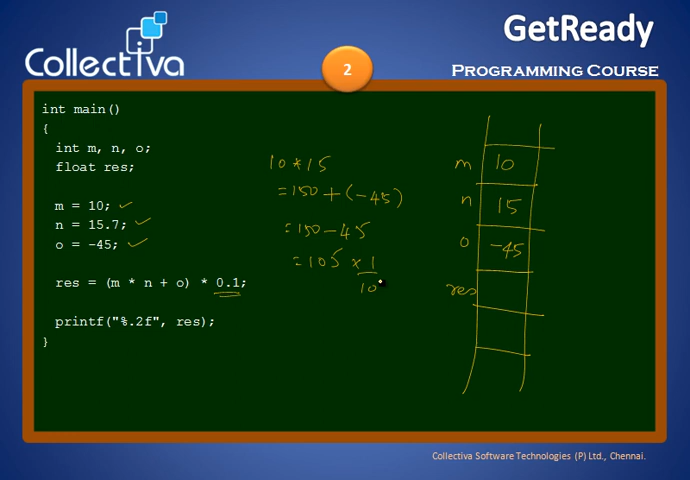 GetReady
Collectiva
2
PROGRAMMING COURSE
int main()
{
int m, n, o;
float res;
m = 10;
n = 15.7;
o = -45;
res = (m * n + o) * 0.1;
printf("%.2f", res);
}
10 * 15
= 150 + (-45)
= 150 - 45
= 105 × 1
10
m 10
n 15
o -45
res
Collectiva Software Technologies (P) Ltd., Chennai.